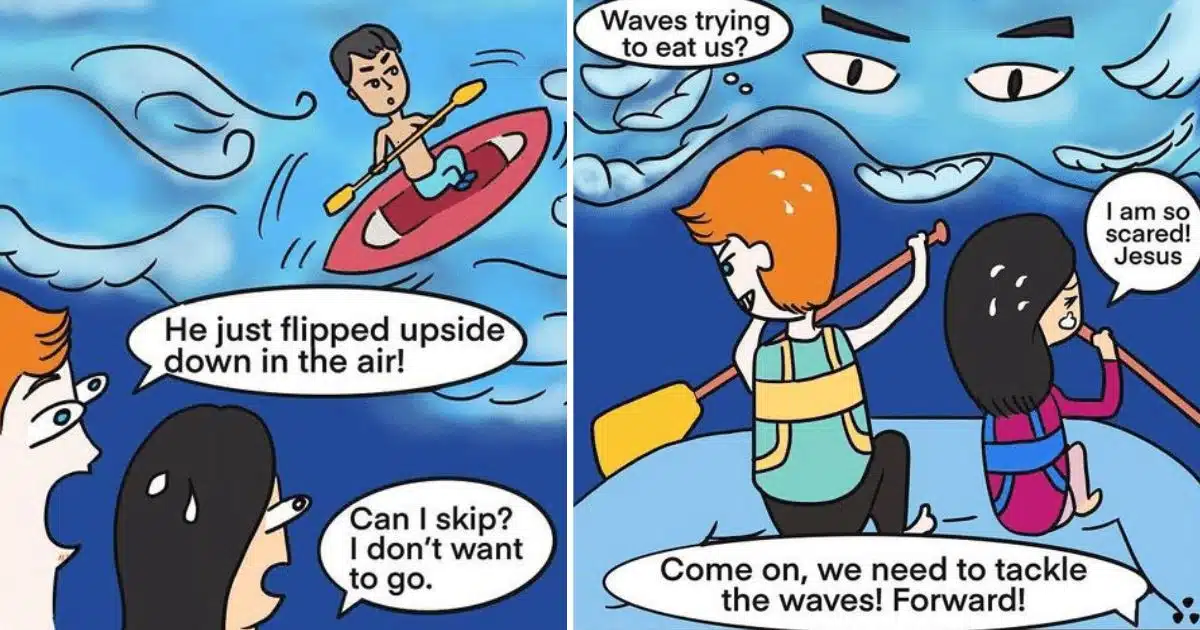 He just flipped upside
down in the air!
Can I skip?
I don't want
to go.
Waves trying
to eat us?
I am so
scared!
Jesus
Come on, we need to tackle
the waves! Forward!